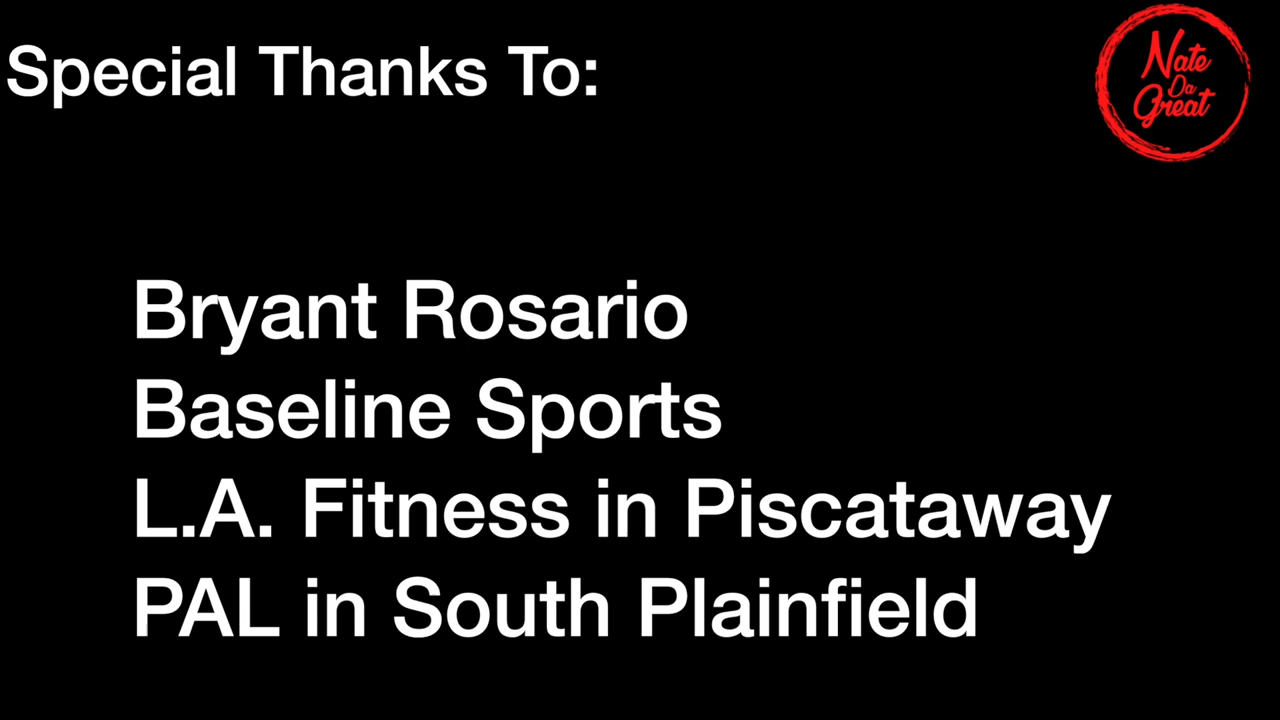 Special Thanks To:
Nate
Da
Great
Bryant Rosario
Baseline Sports
L.A. Fitness in Piscataway
PAL in South Plainfield